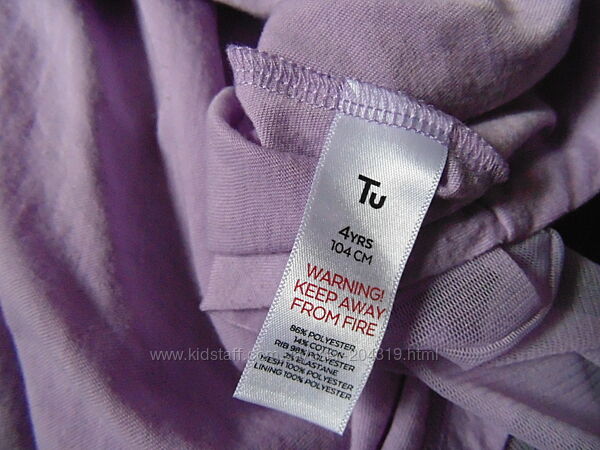 Tu
4YRS
104 CM
WARNING!
KEEP AWAY
FROM FIRE
86% POLYESTER
14% COTTON
RIB 98% POLYESTER
2% ELASTANE
MESH 100% POLYESTER
LINING 100% POLYESTER